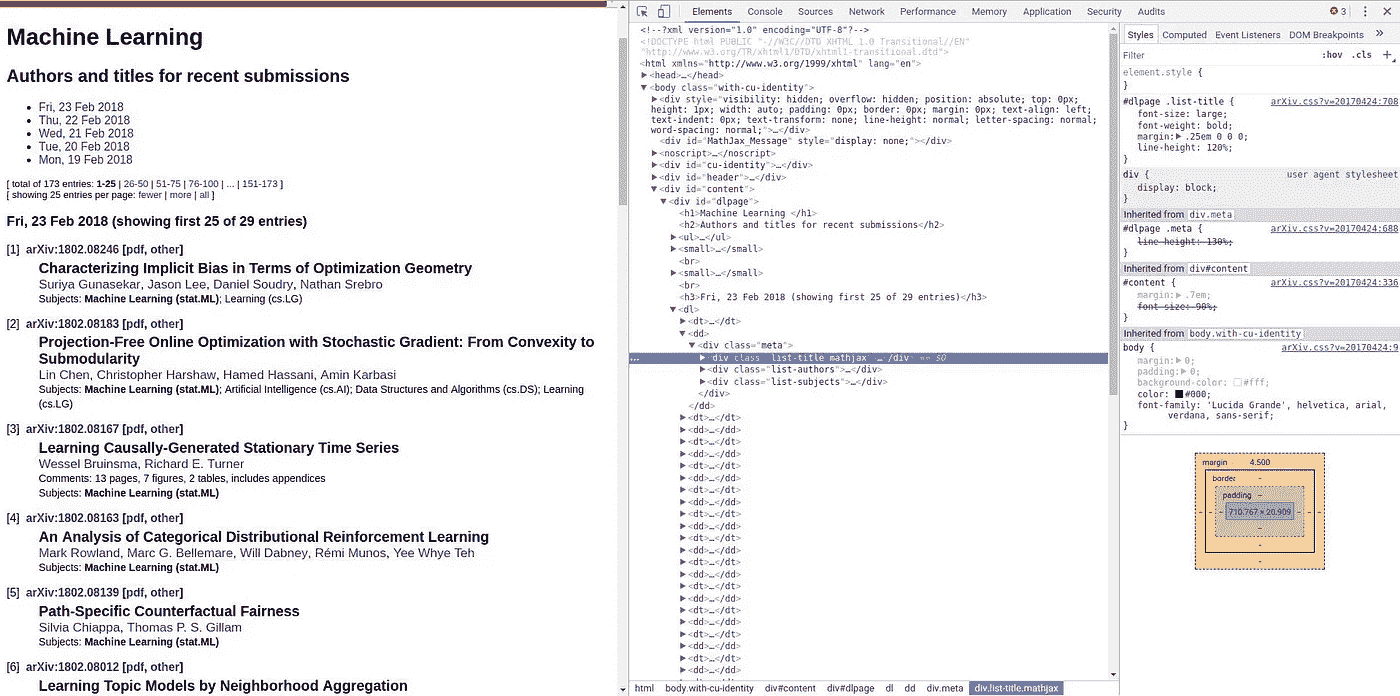 Machine Learning
Authors and titles for recent submissions
Fri, 23 Feb 2018
Thu, 22 Feb 2018
Wed, 21 Feb 2018
Tue, 20 Feb 2018
Mon, 19 Feb 2018
[ total of 173 entries: 1-25 | 26-50 | 51-75 | 76-100 | ... | 151-173 ]
[ showing 25 entries per page: fewer | more | all ]
Fri, 23 Feb 2018 (showing first 25 of 29 entries)
[1] arXiv:1802.08246 [pdf, other]
Characterizing Implicit Bias in Terms of Optimization Geometry
Suriya Gunasekar, Jason Lee, Daniel Soudry, Nathan Srebro
Subjects: Machine Learning (stat.ML); Learning (cs.LG)
[2] arXiv:1802.08183 [pdf, other]
Projection-Free Online Optimization with Stochastic Gradient: From Convexity to
Submodularity
Lin Chen, Christopher Harshaw, Hamed Hassani, Amin Karbasi
Subjects: Machine Learning (stat.ML); Artificial Intelligence (cs.AI); Data Structures and Algorithms (cs.DS); Learning
(cs.LG)
[3] arXiv:1802.08167 [pdf, other]
Learning Causally-Generated Stationary Time Series
Wessel Bruinsma, Richard E. Turner
Comments: 13 pages, 7 figures, 2 tables, includes appendices
Subjects: Machine Learning (stat.ML)
[4] arXiv:1802.08163 [pdf, other]
An Analysis of Categorical Distributional Reinforcement Learning
Mark Rowland, Marc G. Bellemare, Will Dabney, Rémi Munos, Yee Whye Teh
Subjects: Machine Learning (stat.ML)
[5] arXiv:1802.08139 [pdf, other]
Path-Specific Counterfactual Fairness
Silvia Chiappa, Thomas P. S. Gillam
Subjects: Machine Learning (stat.ML)
[6] arXiv:1802.08012 [pdf, other]
Learning Topic Models by Neighborhood Aggregation
Elements Console Sources Network Performance Memory Application Security Audits 3
<!--?xml version="1.0" encoding="UTF-8"?-->
<!DOCTYPE html PUBLIC "-//W3C//DTD XHTML 1.0 Transitional//EN"
"http://www.w3.org/TR/xhtml1/DTD/xhtml1-transitional.dtd">
<html xmlns="http://www.w3.org/1999/xhtml" lang="en">
<head>…</head>
<body class="with-cu-identity">
<div style="visibility: hidden; overflow: hidden; position: absolute; top: 0px;
height: 1px; width: auto; padding: 0px; border: 0px; margin: 0px; text-align: left;
text-indent: 0px; text-transform: none; line-height: normal; letter-spacing: normal;
word-spacing: normal;">…</div>
<div id="MathJax_Message" style="display: none;"></div>
<noscript>…</noscript>
<div id="cu-identity">…</div>
<div id="header">…</div>
<div id="content">
<div id="dlpage">
<h1>Machine Learning </h1>
<h2>Authors and titles for recent submissions</h2>
<ul>…</ul>
<small>…</small>
<br>
<small>…</small>
<br>
<h3>Fri, 23 Feb 2018 (showing first 25 of 29 entries)</h3>
<dl>
<dt>…</dt>
<dd>
<div class="meta">
… <div class list-title mathjax … /div == $0
<div class="list-authors">…</div>
<div class="list-subjects">…</div>
</div>
</dd>
<dt>…</dt>
<dd>…</dd>
<dt>…</dt>
<dd>…</dd>
<dt>…</dt>
<dd>…</dd>
<dt>…</dt>
<dd>…</dd>
<dt>…</dt>
<dd>…</dd>
<dt>…</dt>
<dd>…</dd>
<dt>…</dt>
<dd>…</dd>
<dt>…</dt>
<dd>…</dd>
<dt>…</dt>
<dd>…</dd>
<dt>…</dt>
<dd>…</dd>
<dt>…</dt>
<dd>…</dd>
html body.with-cu-identity div#content div#dlpage dl dd div.meta div.list-title.mathjax
Styles Computed Event Listeners DOM Breakpoints »
Filter :hov .cls +
element.style {
}
#dlpage .list-title { arXiv.css?v=20170424:708
font-size: large;
font-weight: bold;
margin: .25em 0 0 0;
line-height: 120%;
}
div { user agent stylesheet
display: block;
}
Inherited from div.meta
#dlpage .meta { arXiv.css?v=20170424:688
line-height: 130%;
}
Inherited from div#content
#content { arXiv.css?v=20170424:336
margin: .7em;
font-size: 90%;
}
Inherited from body.with-cu-identity
body { arXiv.css?v=20170424:9
margin: 0;
padding: 0;
background-color: #fff;
color: #000;
font-family: 'Lucida Grande', helvetica, arial,
verdana, sans-serif;
}
margin 4.500
border -
padding -
710.767 × 20.909